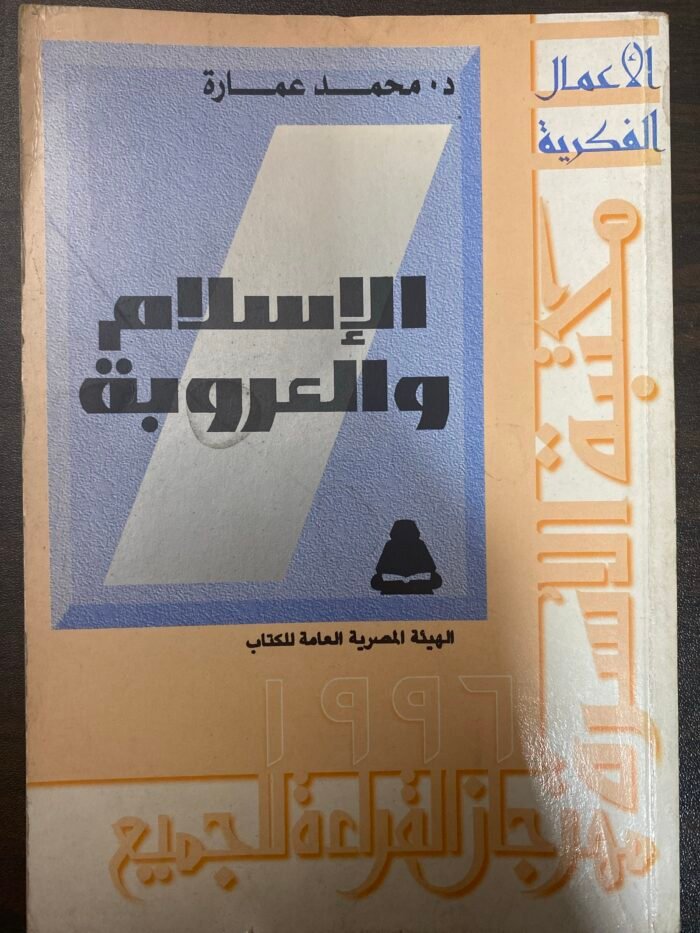 د. محمد عمارة
الإسلام
والعروبة
الهيئة المصرية العامة للكتاب
الأعمال
الفكرية
مكتبة الأسرة
١٩٩٦
مهرجان القراءة للجميع